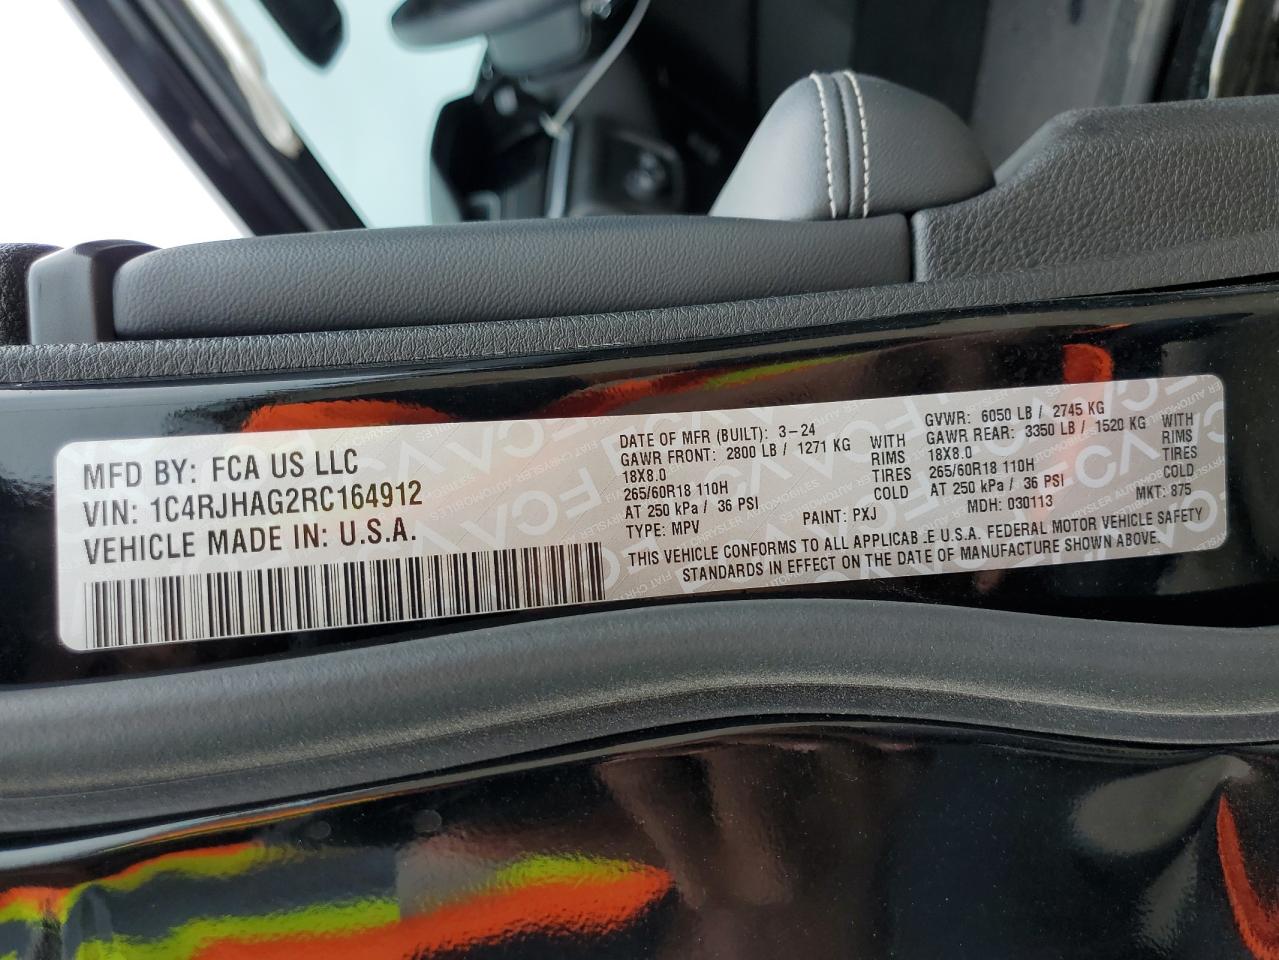 MFD BY: FCA US LLC
VIN: 1C4RJHAG2RC164912
VEHICLE MADE IN: U.S.A.
DATE OF MFR (BUILT): 3-24
GAWR FRONT: 2800 LB / 1271 KG WITH
18X8.0 RIMS
265/60R18 110H TIRES
AT 250 kPa / 36 PSI COLD
TYPE: MPV PAINT: PXJ
GVWR: 6050 LB / 2745 KG
GAWR REAR: 3350 LB / 1520 KG WITH
18X8.0 RIMS
265/60R18 110H TIRES
AT 250 kPa / 36 PSI COLD
MDH: 030113 MKT: 875
THIS VEHICLE CONFORMS TO ALL APPLICAB.E U.S.A. FEDERAL MOTOR VEHICLE SAFETY
STANDARDS IN EFFECT ON THE DATE OF MANUFACTURE SHOWN ABOVE.
FCA
FIAT CHRYSLER AUTOMOBILES